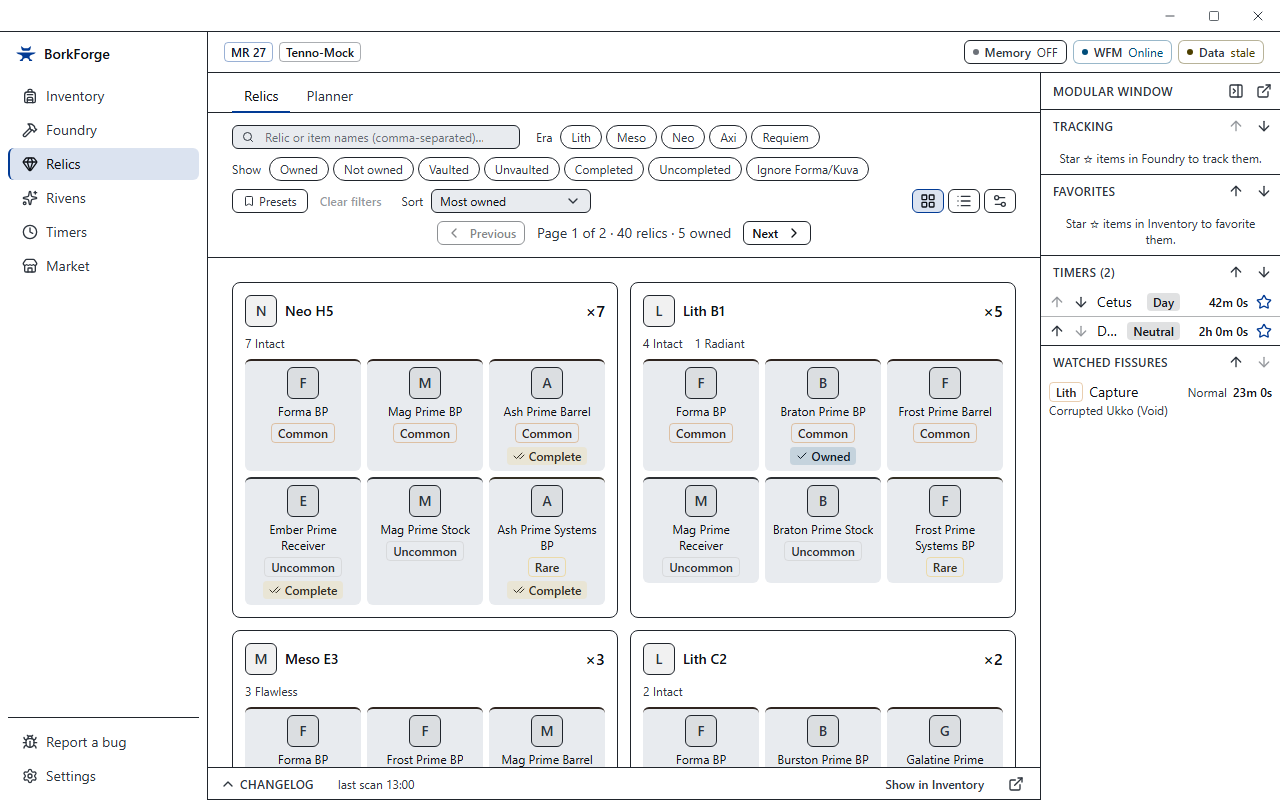 BorkForge
MR 27
Tenno-Mock
Memory OFF
WFM Online
Data stale
Inventory
Foundry
Relics
Rivens
Timers
Market
Report a bug
Settings
Relics
Planner
Relic or item names (comma-separated)...
Era
Lith
Meso
Neo
Axi
Requiem
Show
Owned
Not owned
Vaulted
Unvaulted
Completed
Uncompleted
Ignore Forma/Kuva
Presets
Clear filters
Sort
Most owned
Previous
Page 1 of 2 · 40 relics · 5 owned
Next
N
Neo H5
×7
7 Intact
F
Forma BP
Common
M
Mag Prime BP
Common
A
Ash Prime Barrel
Common
Complete
E
Ember Prime
Receiver
Uncommon
Complete
M
Mag Prime Stock
Uncommon
A
Ash Prime Systems
BP
Rare
Complete
L
Lith B1
×5
4 Intact 1 Radiant
F
Forma BP
Common
B
Braton Prime BP
Common
Owned
F
Frost Prime Barrel
Common
M
Mag Prime
Receiver
Uncommon
B
Braton Prime Stock
Uncommon
F
Frost Prime
Systems BP
Rare
M
Meso E3
×3
3 Flawless
F
Forma BP
F
Frost Prime BP
M
Mag Prime Barrel
L
Lith C2
×2
2 Intact
F
Forma BP
B
Burston Prime BP
G
Galatine Prime
CHANGELOG
last scan 13:00
Show in Inventory
MODULAR WINDOW
TRACKING
Star ☆ items in Foundry to track them.
FAVORITES
Star ☆ items in Inventory to favorite
them.
TIMERS (2)
Cetus Day 42m 0s
D... Neutral 2h 0m 0s
WATCHED FISSURES
Lith Capture Normal 23m 0s
Corrupted Ukko (Void)